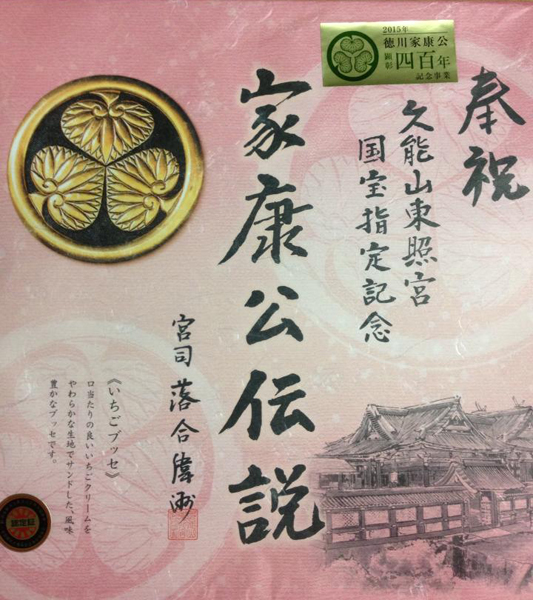 奉祝
久能山東照宮
国宝指定記念
2015年
徳川家康公
顕彰
四百年
記念事業
家康公伝説
宮司 落合偉洲
《いちごブッセ》
口当たりの良いいちごクリームを
やわらかな生地でサンドした、風味
豊かなブッセです。